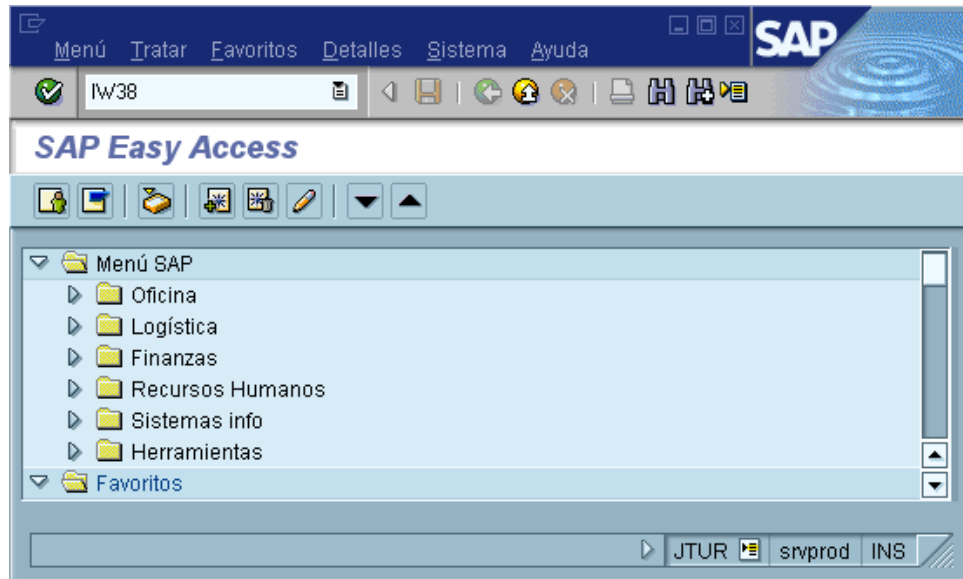 Menú Tratar Favoritos Detalles Sistema Ayuda
SAP
IW38
SAP Easy Access
Menú SAP
Oficina
Logística
Finanzas
Recursos Humanos
Sistemas info
Herramientas
Favoritos
JTUR srvprod INS